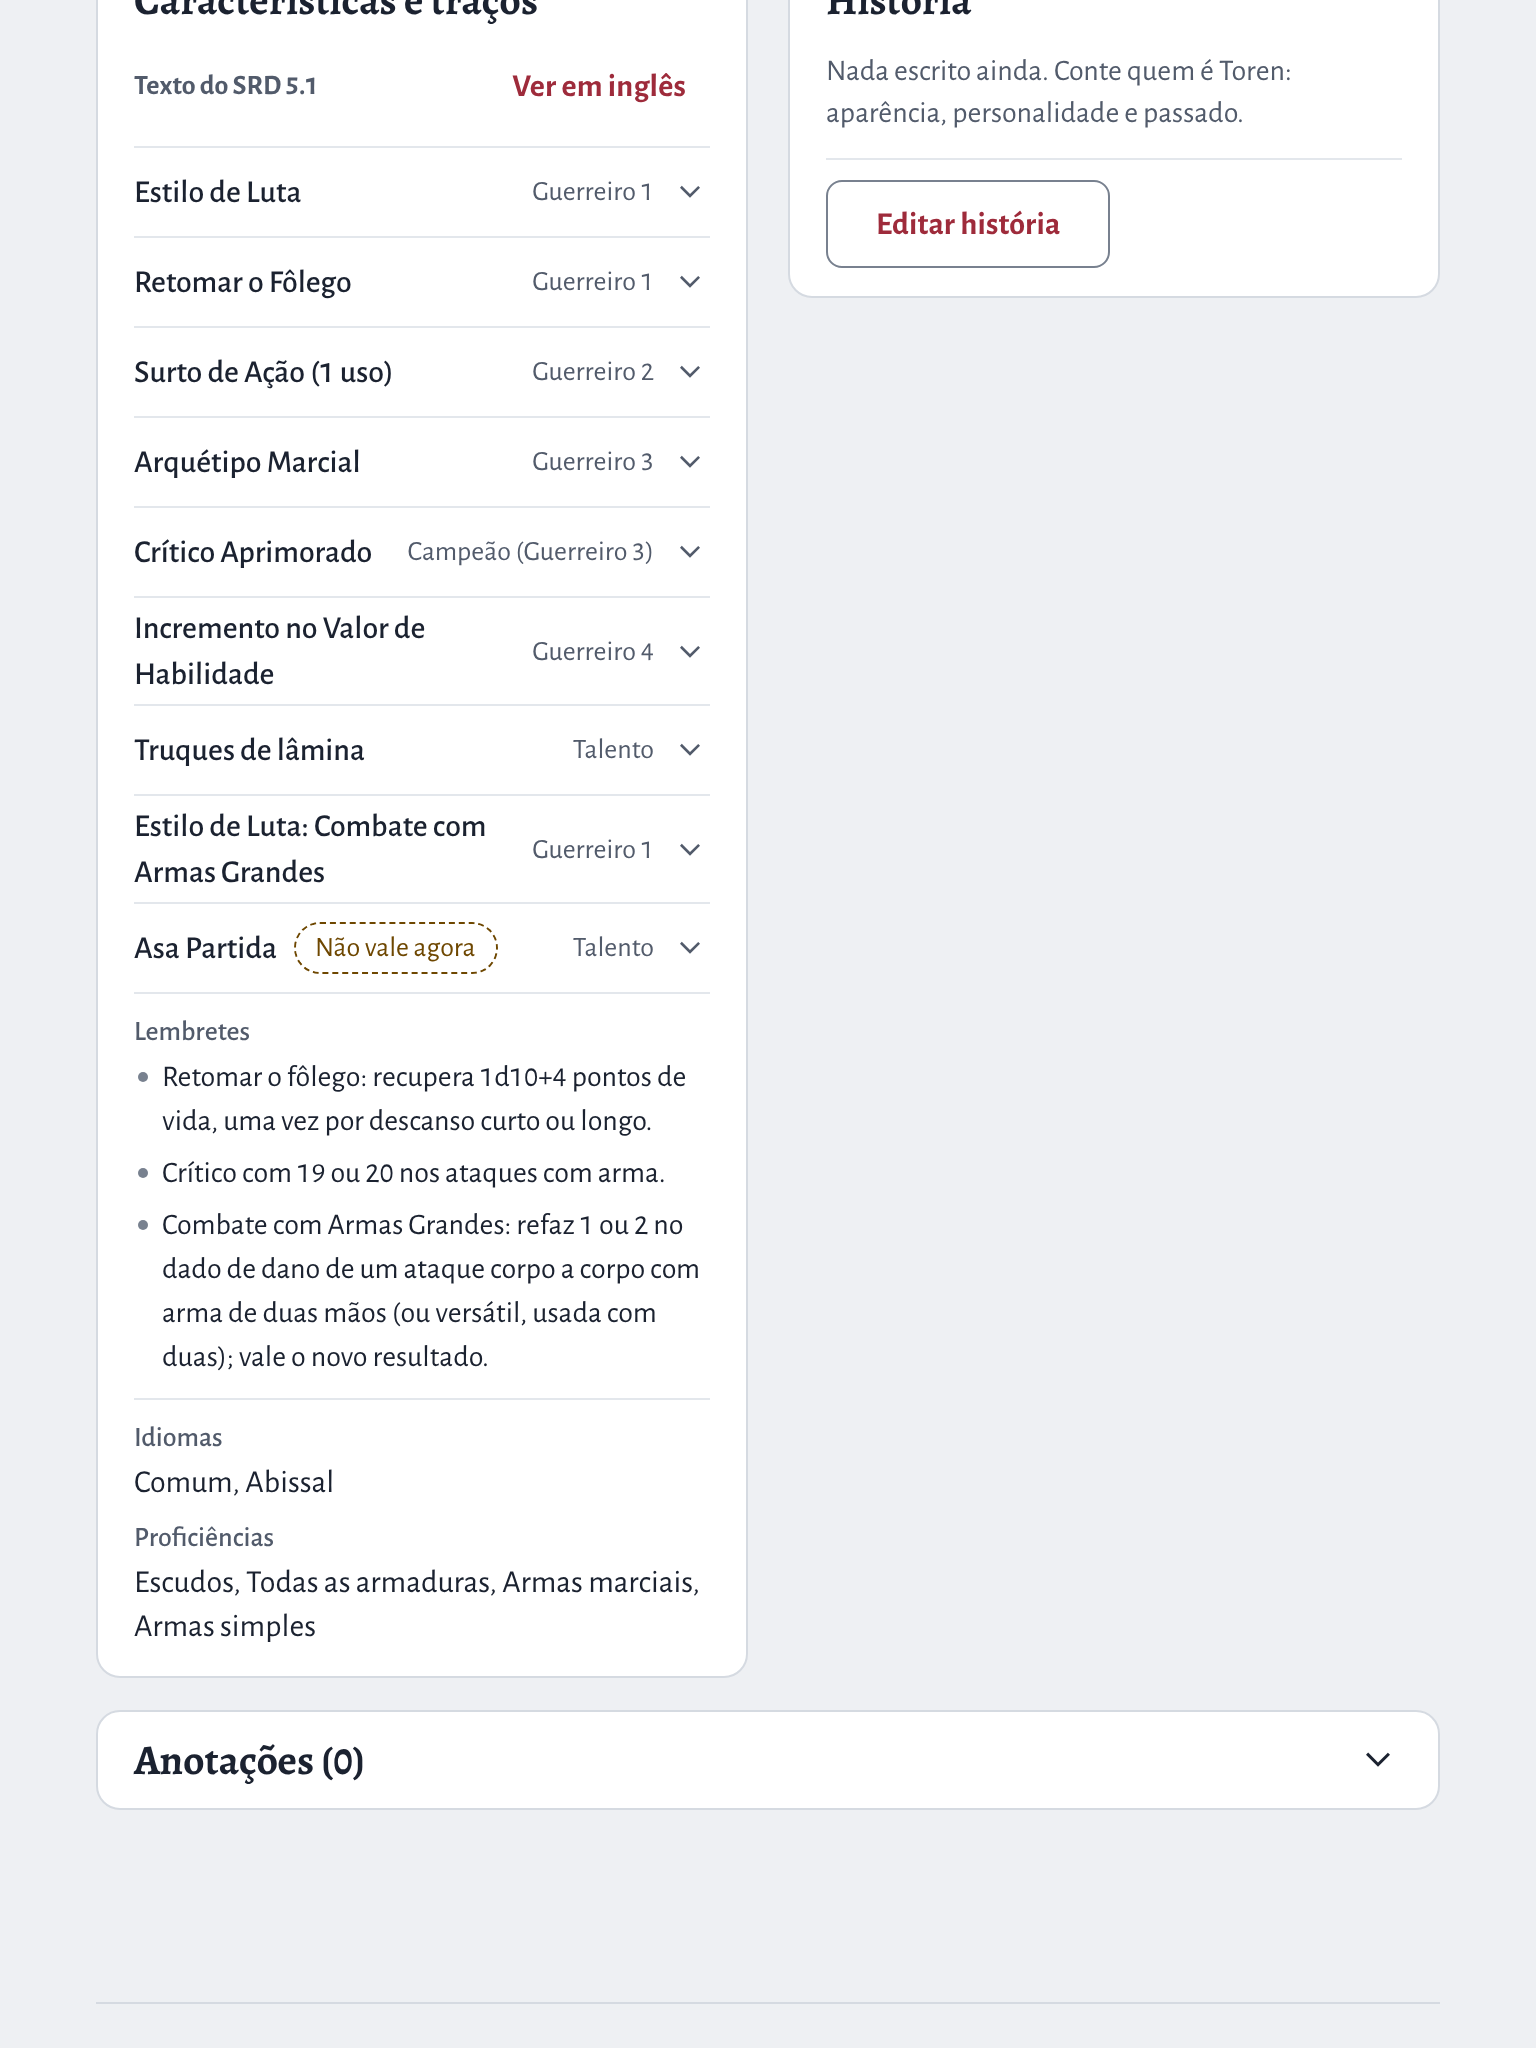 Características e traços
Texto do SRD 5.1
Ver em inglês
Estilo de Luta
Guerreiro 1
Retomar o Fôlego
Guerreiro 1
Surto de Ação (1 uso)
Guerreiro 2
Arquétipo Marcial
Guerreiro 3
Crítico Aprimorado
Campeão (Guerreiro 3)
Incremento no Valor de
Habilidade
Guerreiro 4
Truques de lâmina
Talento
Estilo de Luta: Combate com
Armas Grandes
Guerreiro 1
Asa Partida
Não vale agora
Talento
Lembretes
Retomar o fôlego: recupera 1d10+4 pontos de
vida, uma vez por descanso curto ou longo.
Crítico com 19 ou 20 nos ataques com arma.
Combate com Armas Grandes: refaz 1 ou 2 no
dado de dano de um ataque corpo a corpo com
arma de duas mãos (ou versátil, usada com
duas); vale o novo resultado.
Idiomas
Comum, Abissal
Proficiências
Escudos, Todas as armaduras, Armas marciais,
Armas simples
História
Nada escrito ainda. Conte quem é Toren:
aparência, personalidade e passado.
Editar história
Anotações (0)